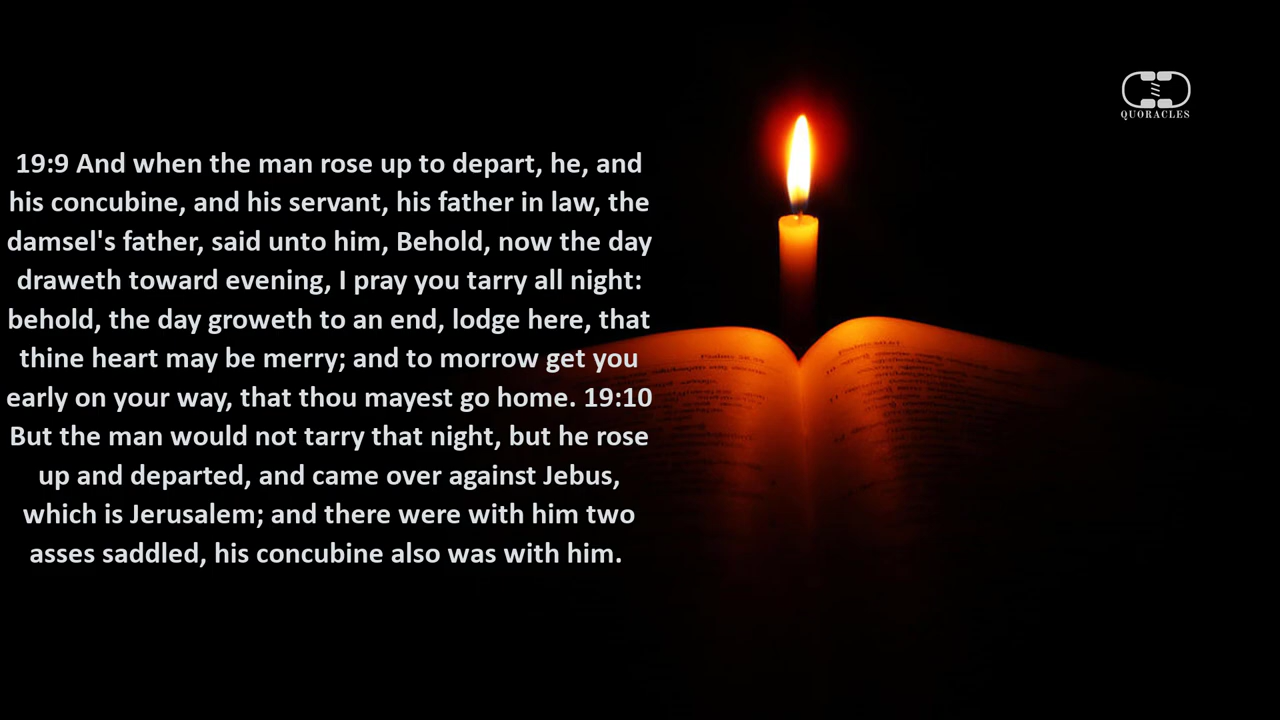 19:9 And when the man rose up to depart, he, and
his concubine, and his servant, his father in law, the
damsel's father, said unto him, Behold, now the day
draweth toward evening, I pray you tarry all night:
behold, the day groweth to an end, lodge here, that
thine heart may be merry; and to morrow get you
early on your way, that thou mayest go home. 19:10
But the man would not tarry that night, but he rose
up and departed, and came over against Jebus,
which is Jerusalem; and there were with him two
asses saddled, his concubine also was with him.
QUORACLES